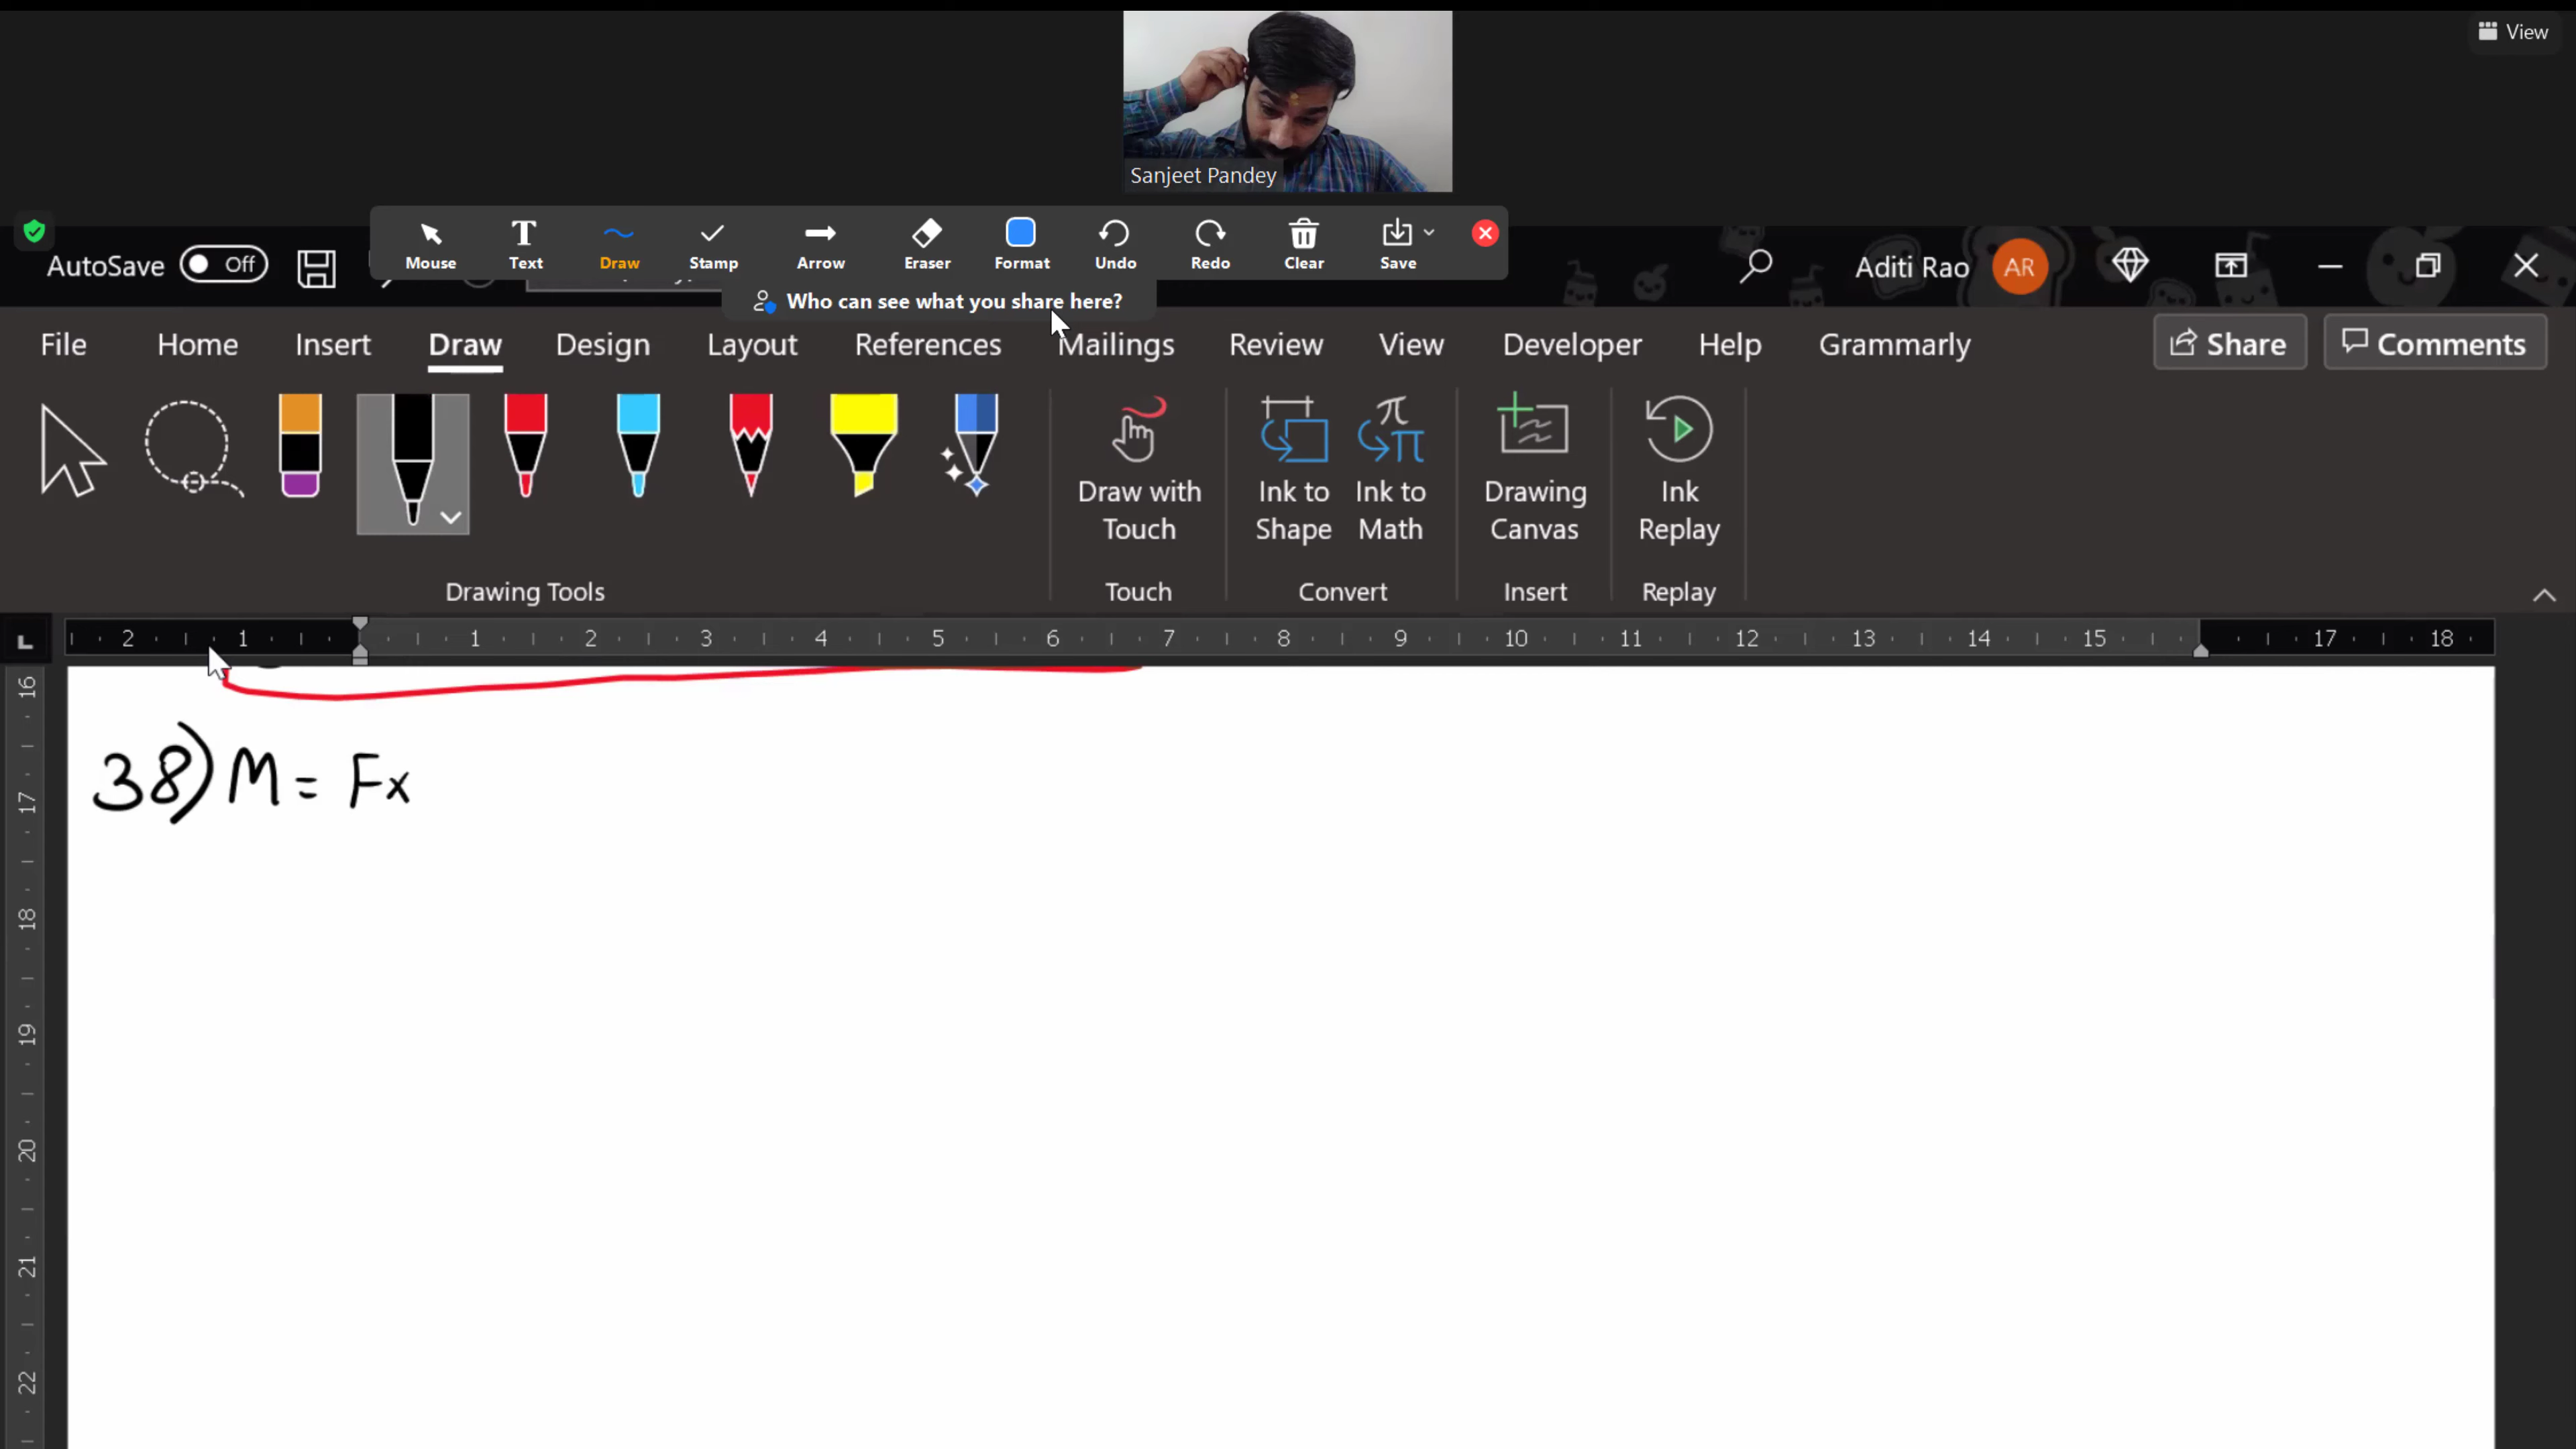 View
Sanjeet Pandey
Mouse Text Draw Stamp Arrow Eraser Format Undo Redo Clear Save
AutoSave Off
Aditi Rao AR
Who can see what you share here?
File Home Insert Draw Design Layout References Mailings Review View Developer Help Grammarly Share Comments
Draw with Touch
Ink to Shape
Ink to Math
Drawing Canvas
Ink Replay
Drawing Tools Touch Convert Insert Replay
L 2 1 1 2 3 4 5 6 7 8 9 10 11 12 13 14 15 17 18
16
17
18
19
20
21
22
38) M = Fx